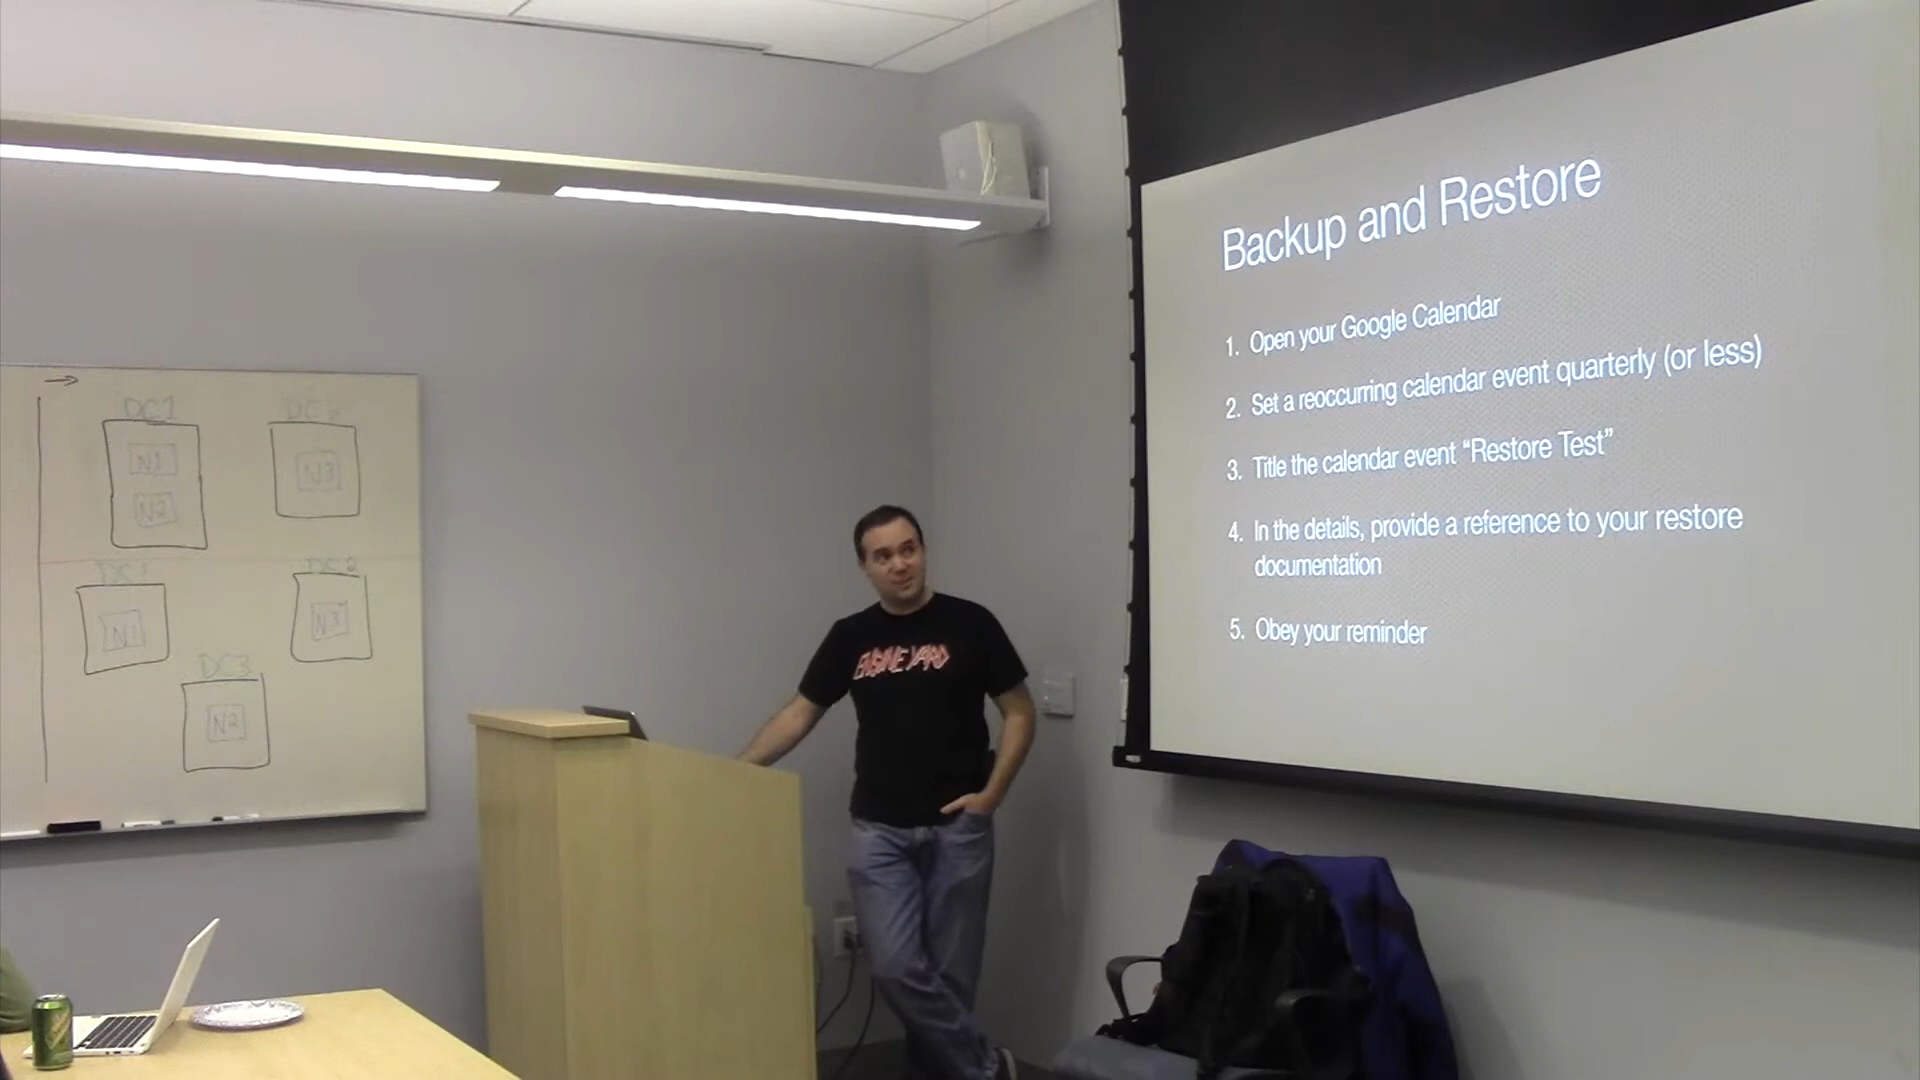 Backup and Restore
1. Open your Google Calendar
2. Set a reoccurring calendar event quarterly (or less)
3. Title the calendar event “Restore Test”
4. In the details, provide a reference to your restore
documentation
5. Obey your reminder
ENGINE YARD
→
DC1
N1
N2
N3
DC1
DC2
N1
N3
DC3
N2